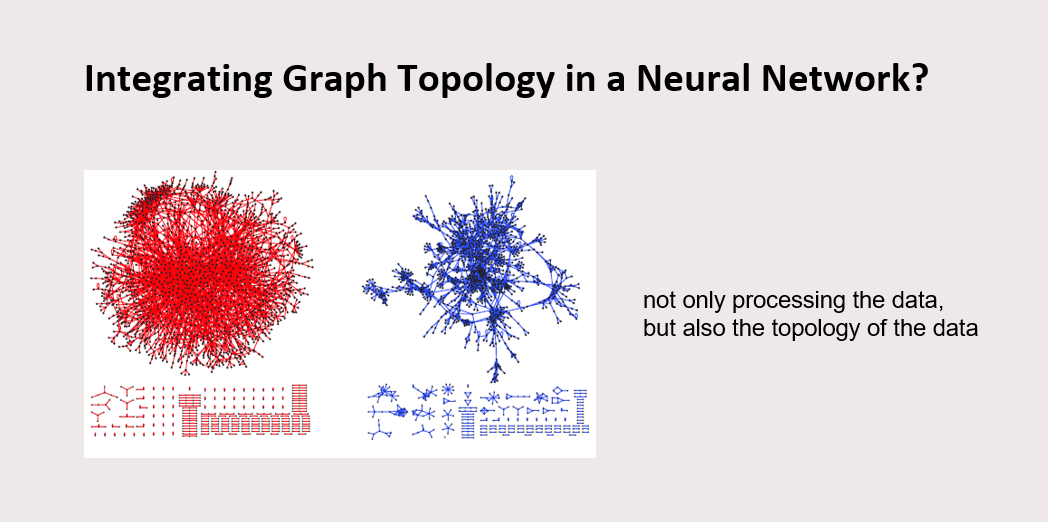 Integrating Graph Topology in a Neural Network?
not only processing the data,
but also the topology of the data